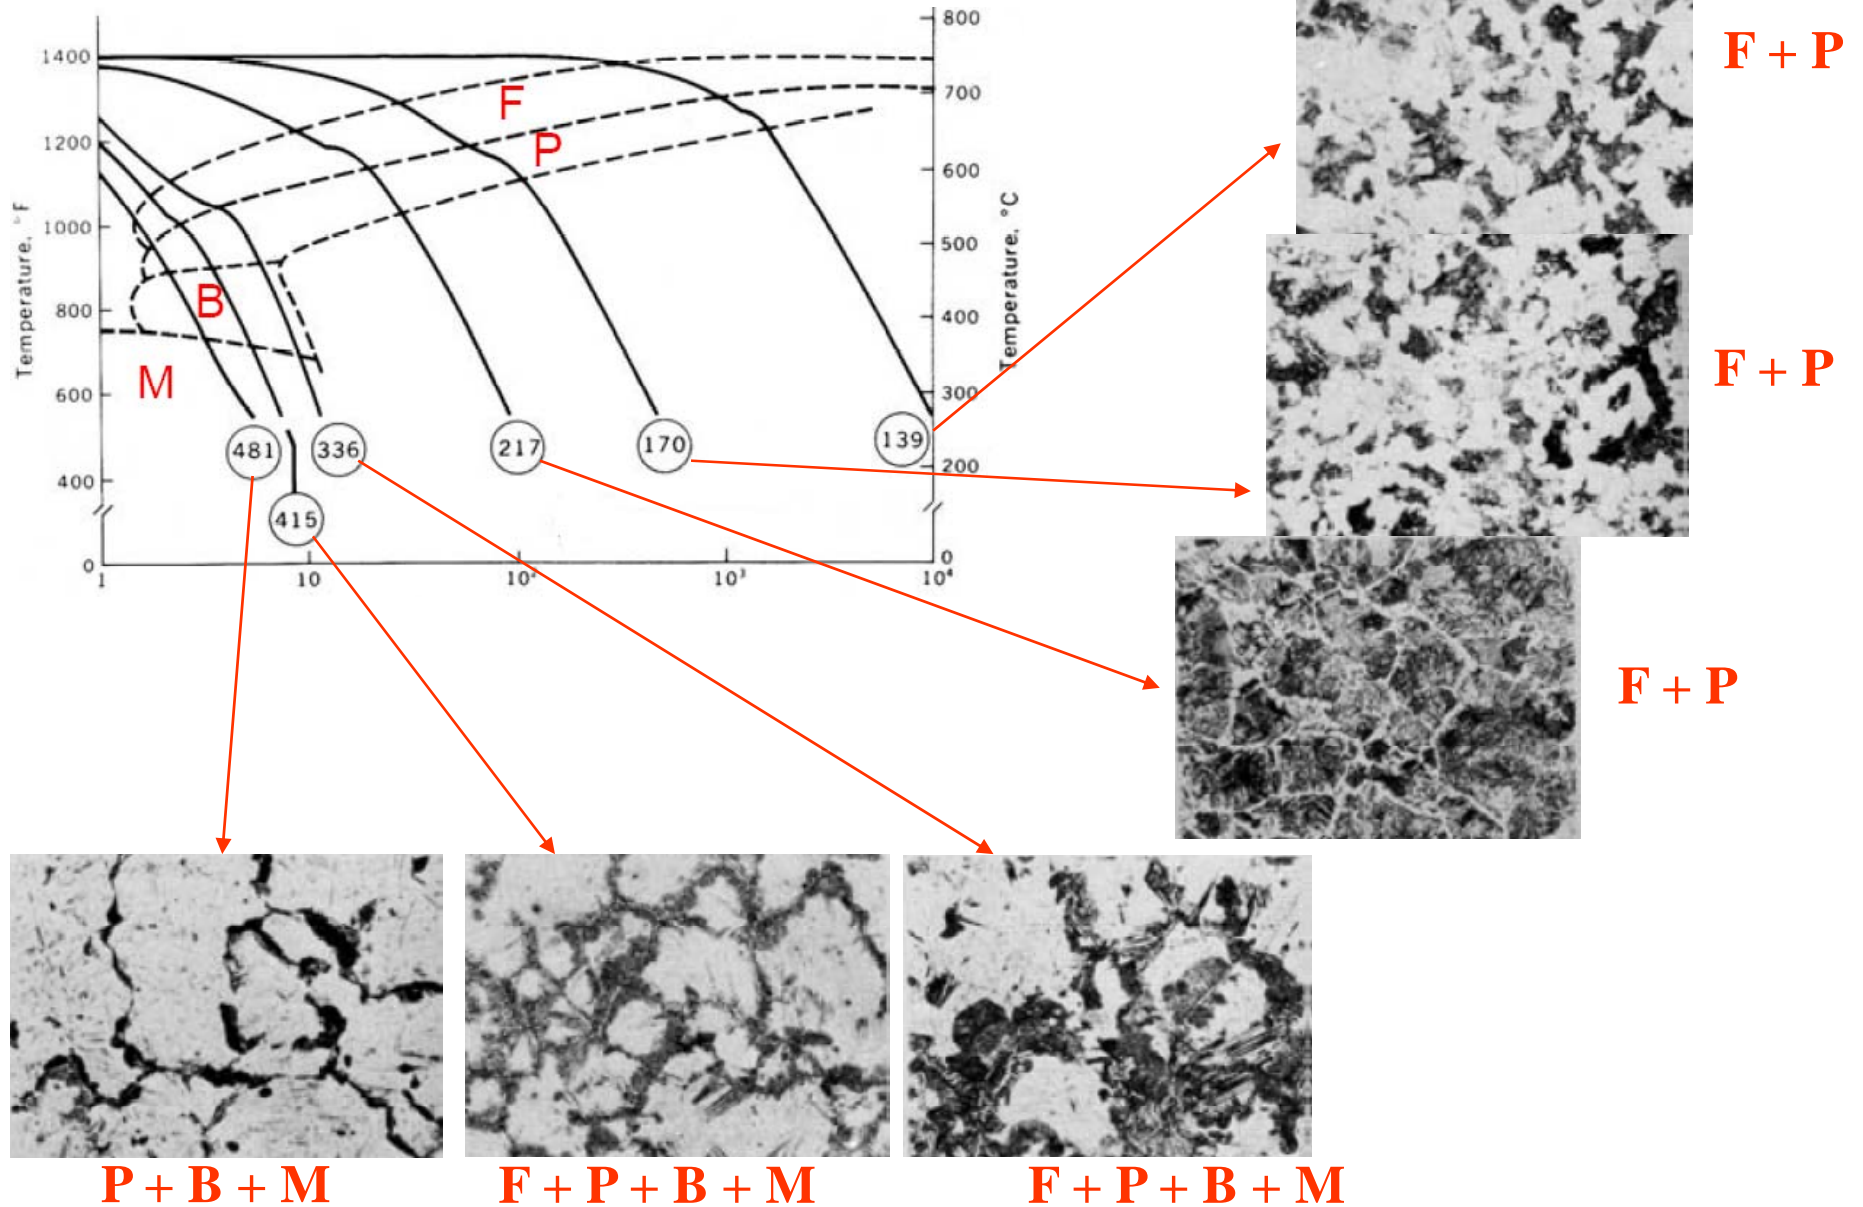 800
F + P
1400
F
700
P
1200
600
Temperature, °F
Temperature, °C
1000
500
B
800
400
M
F + P
600
300
481
336
217
170
139
200
400
415
0
0
1
10
10²
10³
10⁴
F + P
P + B + M
F + P + B + M
F + P + B + M